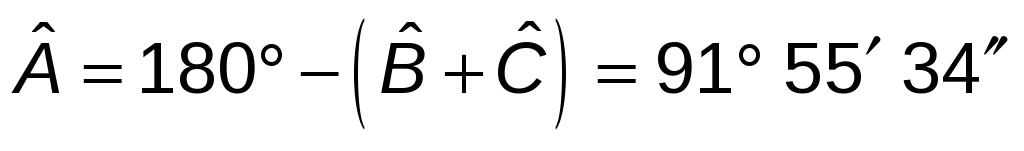 Â = 180° − (B̂ + Ĉ) = 91° 55′ 34″